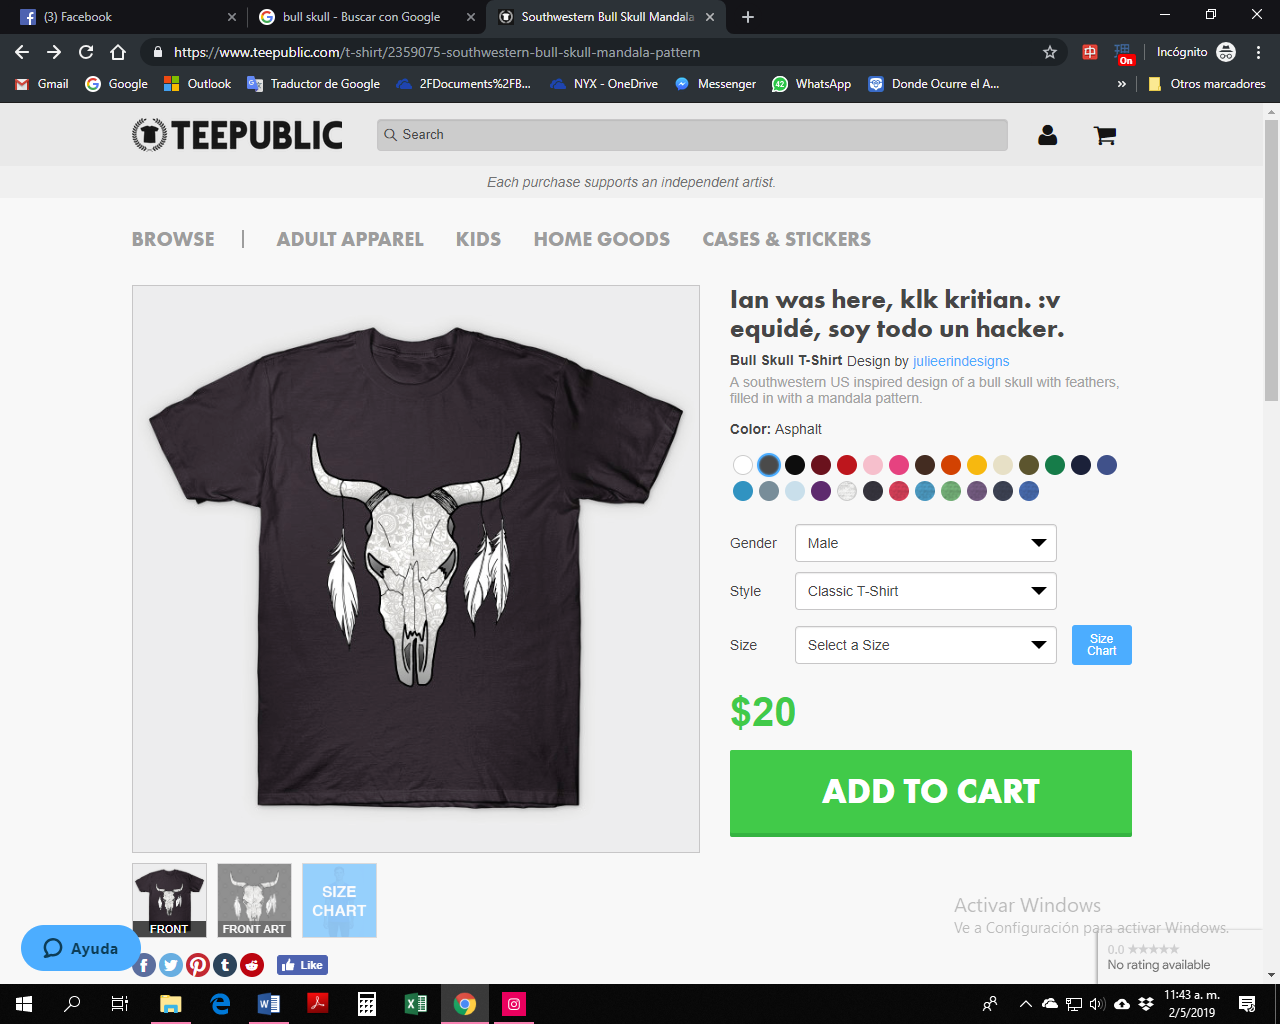 (3) Facebook
bull skull - Buscar con Google
Southwestern Bull Skull Mandala
https://www.teepublic.com/t-shirt/2359075-southwestern-bull-skull-mandala-pattern
On
Incógnito
Gmail
Google
Outlook
Traductor de Google
2FDocuments%2FB...
NYX - OneDrive
Messenger
42
WhatsApp
Donde Ocurre el A...
»
Otros marcadores
TEEPUBLIC
Search
Each purchase supports an independent artist.
BROWSE | ADULT APPAREL KIDS HOME GOODS CASES & STICKERS
Ian was here, klk kritian. :v
equidé, soy todo un hacker.
Bull Skull T-Shirt Design by julieerindesigns
A southwestern US inspired design of a bull skull with feathers,
filled in with a mandala pattern.
Color: Asphalt
Gender Male
Style Classic T-Shirt
Size Select a Size
Size
Chart
$20
ADD TO CART
FRONT
FRONT ART
SIZE
CHART
Ayuda
Like
Activar Windows
Ve a Configuración para activar Windows.
0.0 ★★★★★
No rating available
11:43 a. m.
2/5/2019